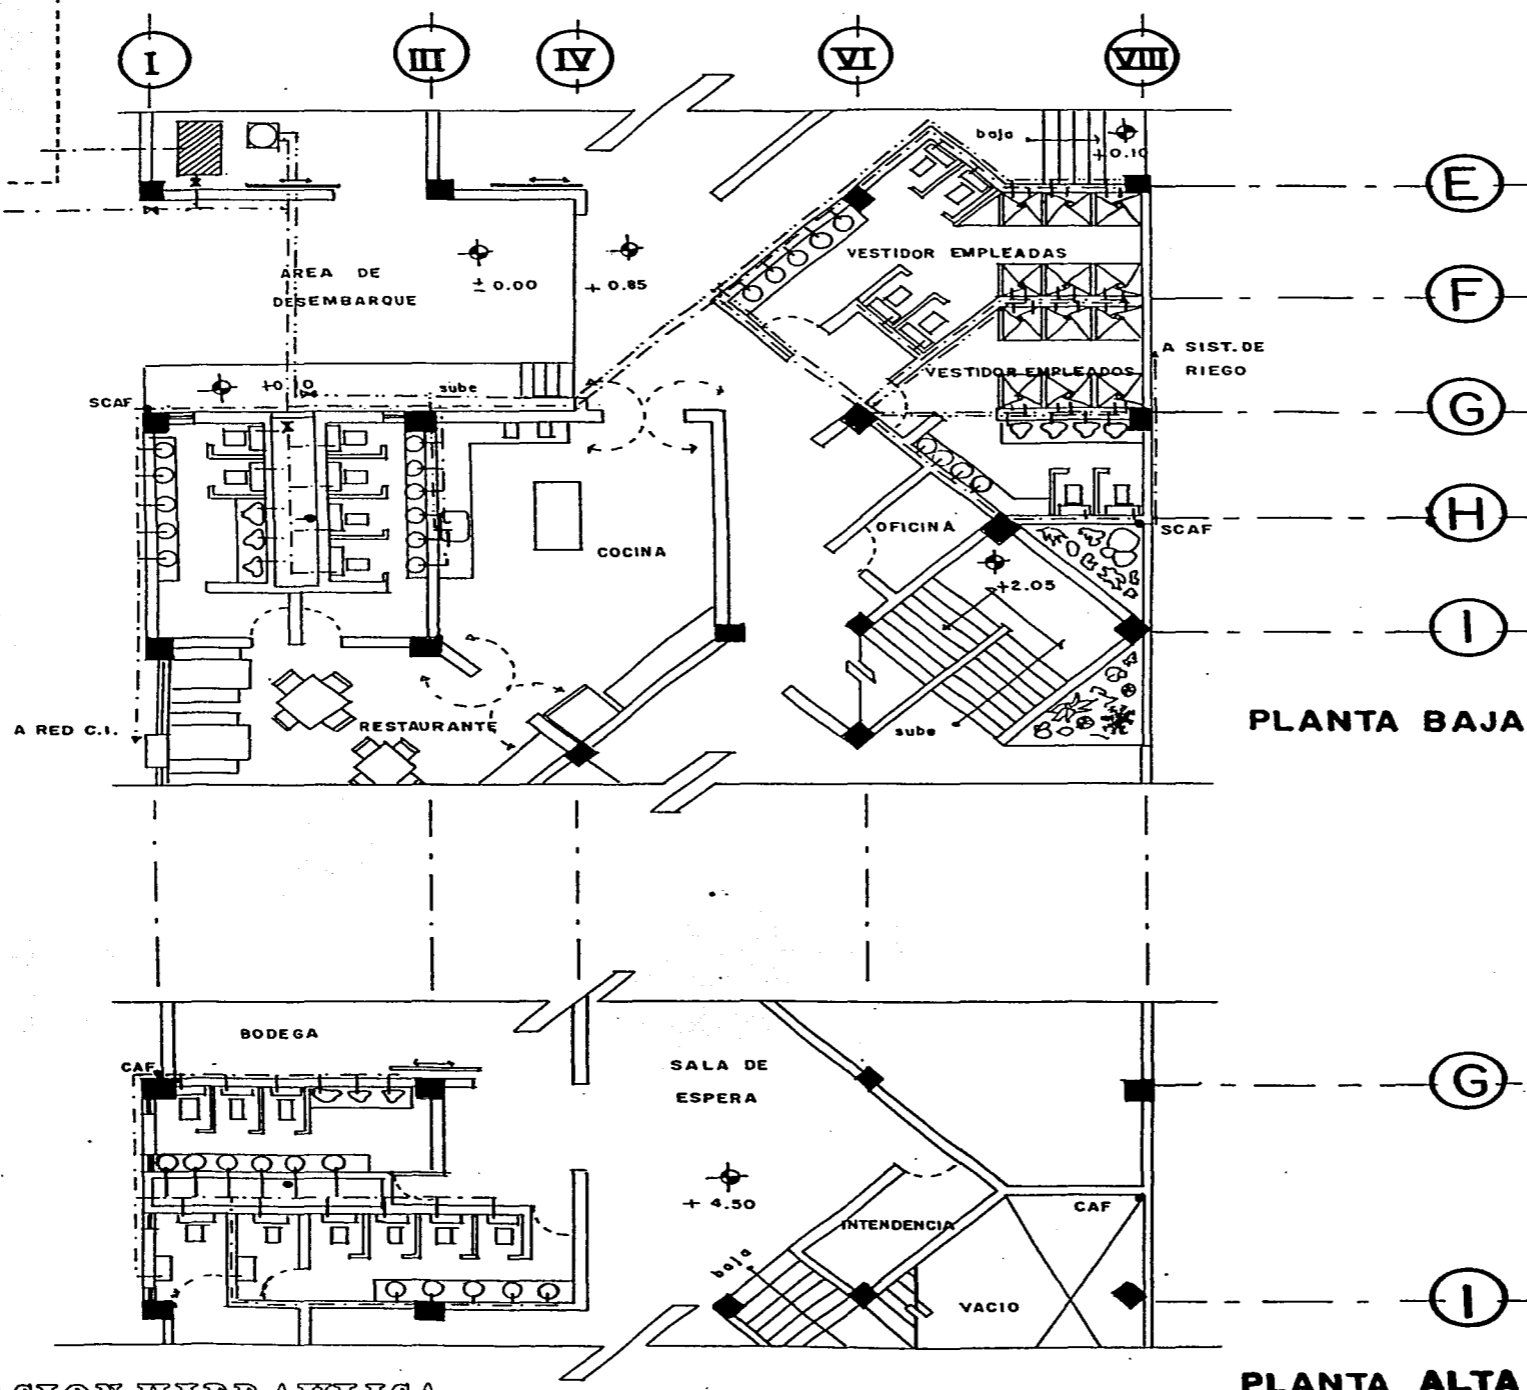 I III IV VI VIII
baja
+0.10
E
VESTIDOR EMPLEADAS
AREA DE
DESEMBARQUE
± 0.00
+ 0.85
F
A SIST. DE
RIEGO
VESTIDOR EMPLEADOS
+0.10
sube
SCAF
G
OFICINA
H
SCAF
COCINA
+2.05
I
RESTAURANTE
A RED C.I.
sube
PLANTA BAJA
BODEGA
CAF
SALA DE
ESPERA
G
+ 4.50
CAF
INTENDENCIA
baja
VACIO
I
PLANTA ALTA